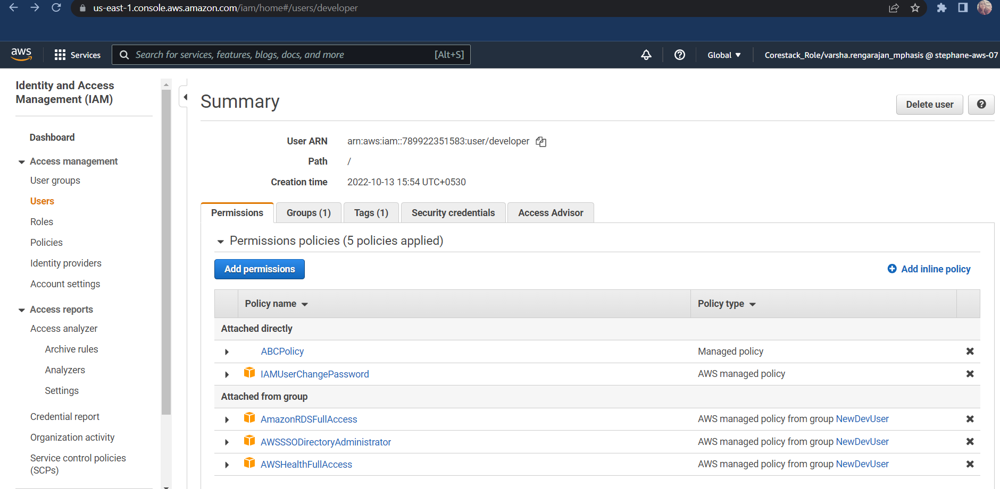 us-east-1.console.aws.amazon.com/iam/home#/users/developer
aws
Services
Search for services, features, blogs, docs, and more
[Alt+S]
Global
Corestack_Role/varsha.rengarajan_mphasis @ stephane-aws-07
Identity and Access
Management (IAM)
Dashboard
Access management
User groups
Users
Roles
Policies
Identity providers
Account settings
Access reports
Access analyzer
Archive rules
Analyzers
Settings
Credential report
Organization activity
Service control policies
(SCPs)
Summary
Delete user
User ARN arn:aws:iam::789922351583:user/developer
Path /
Creation time 2022-10-13 15:54 UTC+0530
Permissions Groups (1) Tags (1) Security credentials Access Advisor
Permissions policies (5 policies applied)
Add permissions
Add inline policy
Policy name Policy type
Attached directly
ABCPolicy Managed policy
IAMUserChangePassword AWS managed policy
Attached from group
AmazonRDSFullAccess AWS managed policy from group NewDevUser
AWSSSODirectoryAdministrator AWS managed policy from group NewDevUser
AWSHealthFullAccess AWS managed policy from group NewDevUser